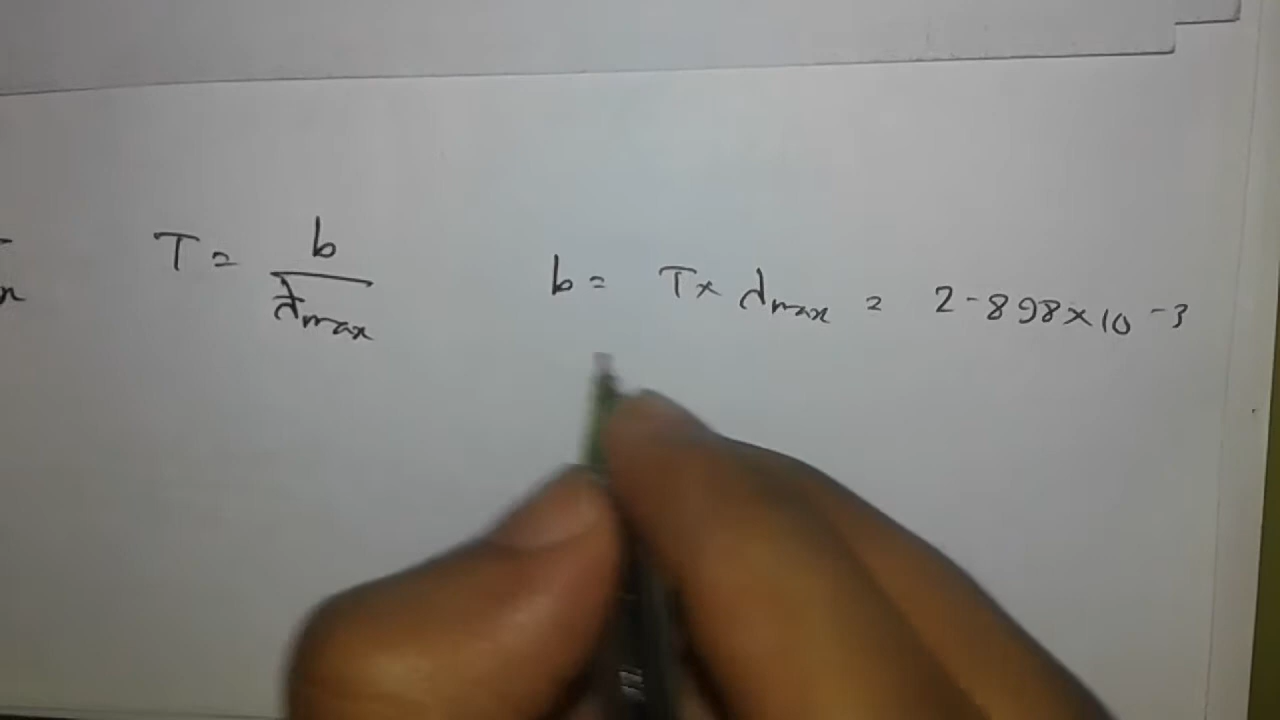 T = b / λmax
b = T × λmax = 2.898 × 10⁻³